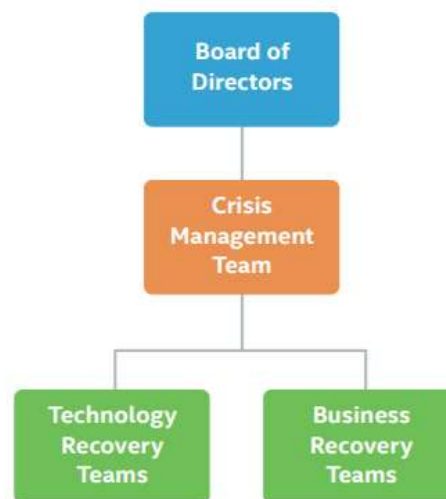 Board of
Directors
Crisis
Management
Team
Technology
Recovery
Teams
Business
Recovery
Teams